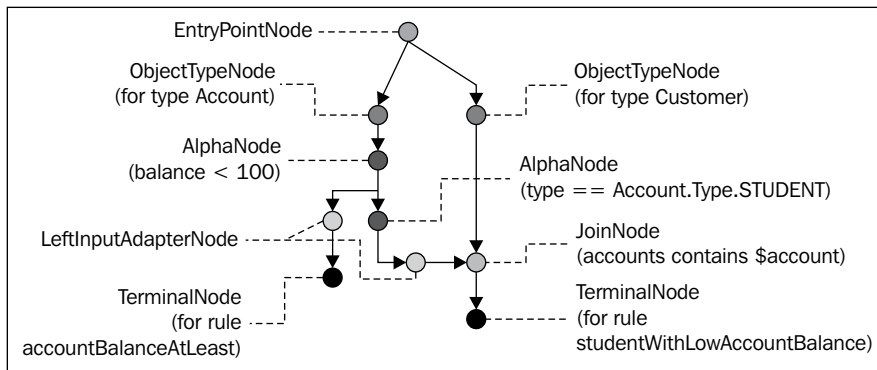 EntryPointNode
ObjectTypeNode
(for type Account)
ObjectTypeNode
(for type Customer)
AlphaNode
(balance < 100)
AlphaNode
(type == Account.Type.STUDENT)
LeftInputAdapterNode
JoinNode
(accounts contains $account)
TerminalNode
(for rule
accountBalanceAtLeast)
TerminalNode
(for rule
studentWithLowAccountBalance)